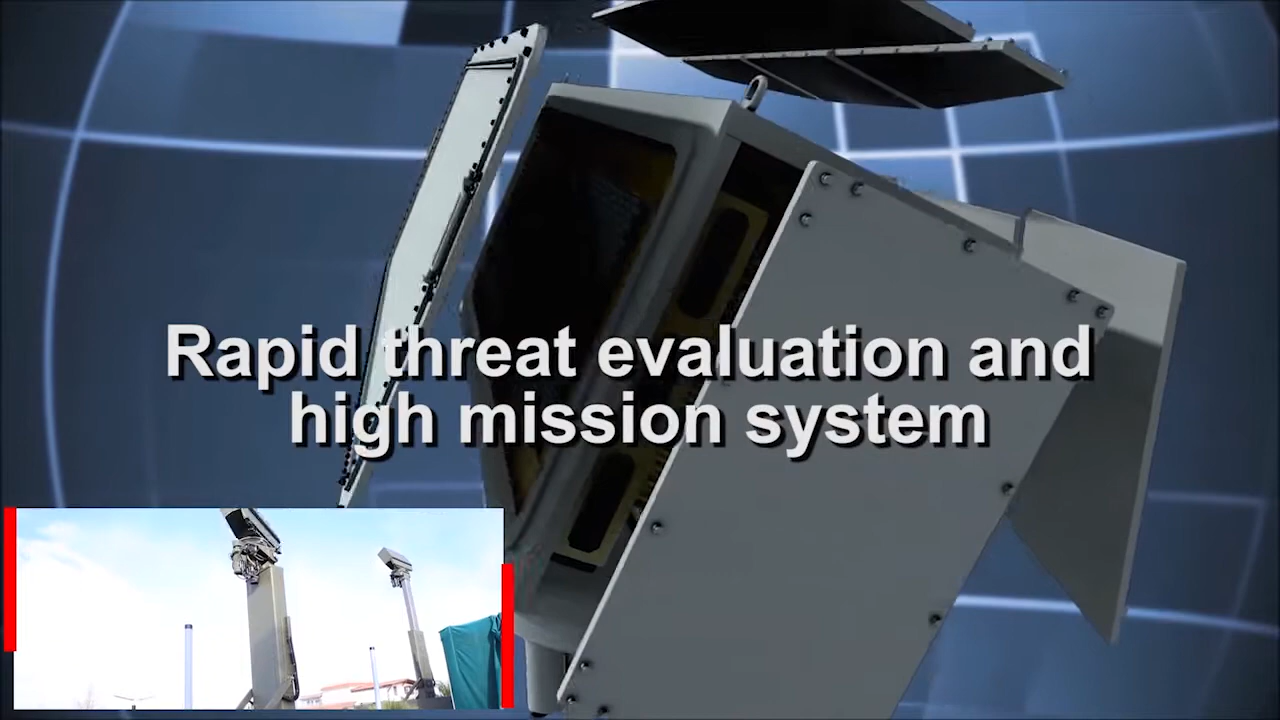 Rapid threat evaluation and
high mission system